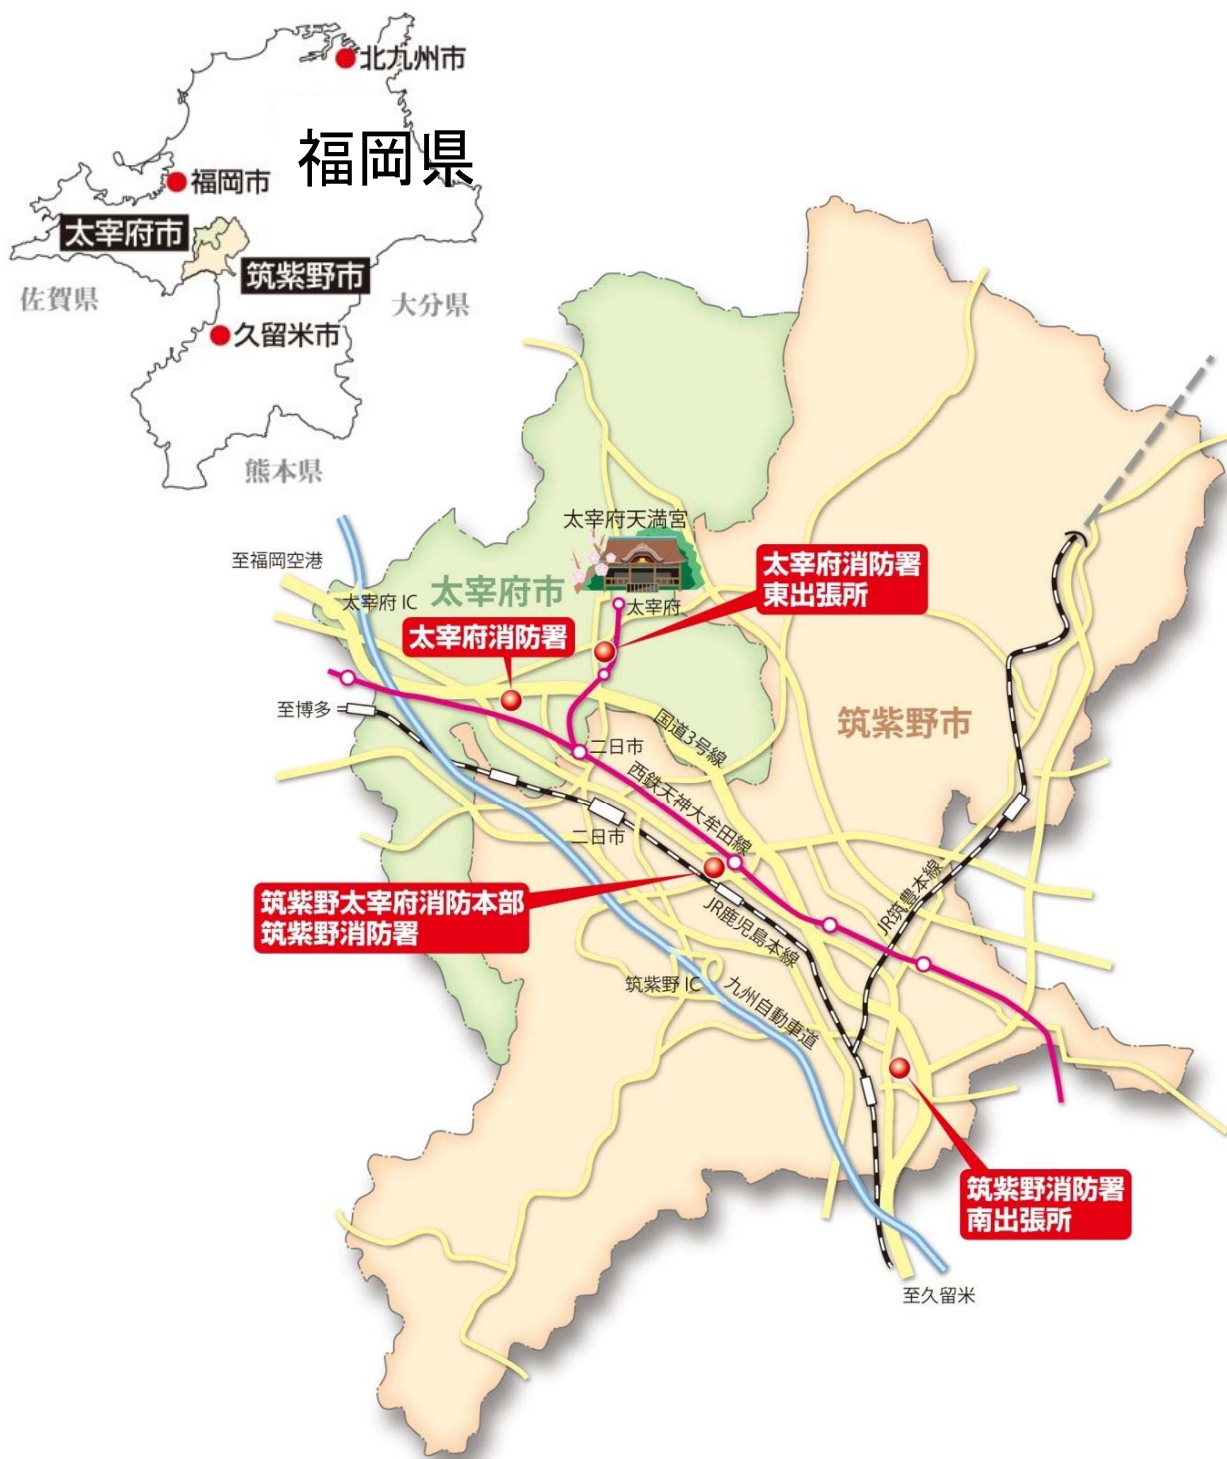 北九州市
福岡県
福岡市
太宰府市
筑紫野市
佐賀県
大分県
久留米市
熊本県
太宰府天満宮
至福岡空港
太宰府消防署
東出張所
太宰府市
太宰府 IC
太宰府
太宰府消防署
至博多
国道3号線
筑紫野市
二日市
西鉄天神大牟田線
二日市
筑紫野太宰府消防本部
筑紫野消防署
JR鹿児島本線
JR筑豊本線
筑紫野 IC
九州自動車道
筑紫野消防署
南出張所
至久留米